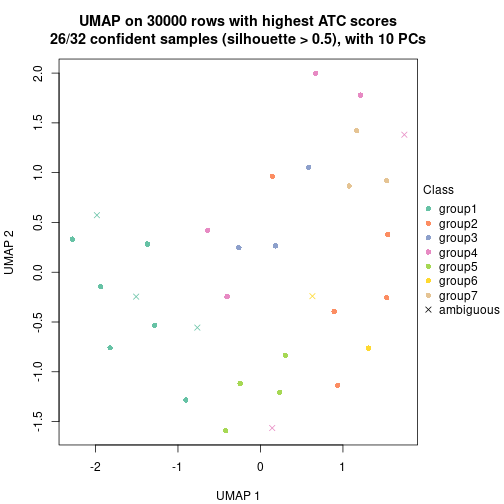 UMAP on 30000 rows with highest ATC scores
26/32 confident samples (silhouette > 0.5), with 10 PCs
2.0
1.5
1.0
0.5
0.0
-0.5
-1.0
-1.5
UMAP 2
-2
-1
0
1
UMAP 1
Class
group1
group2
group3
group4
group5
group6
group7
ambiguous